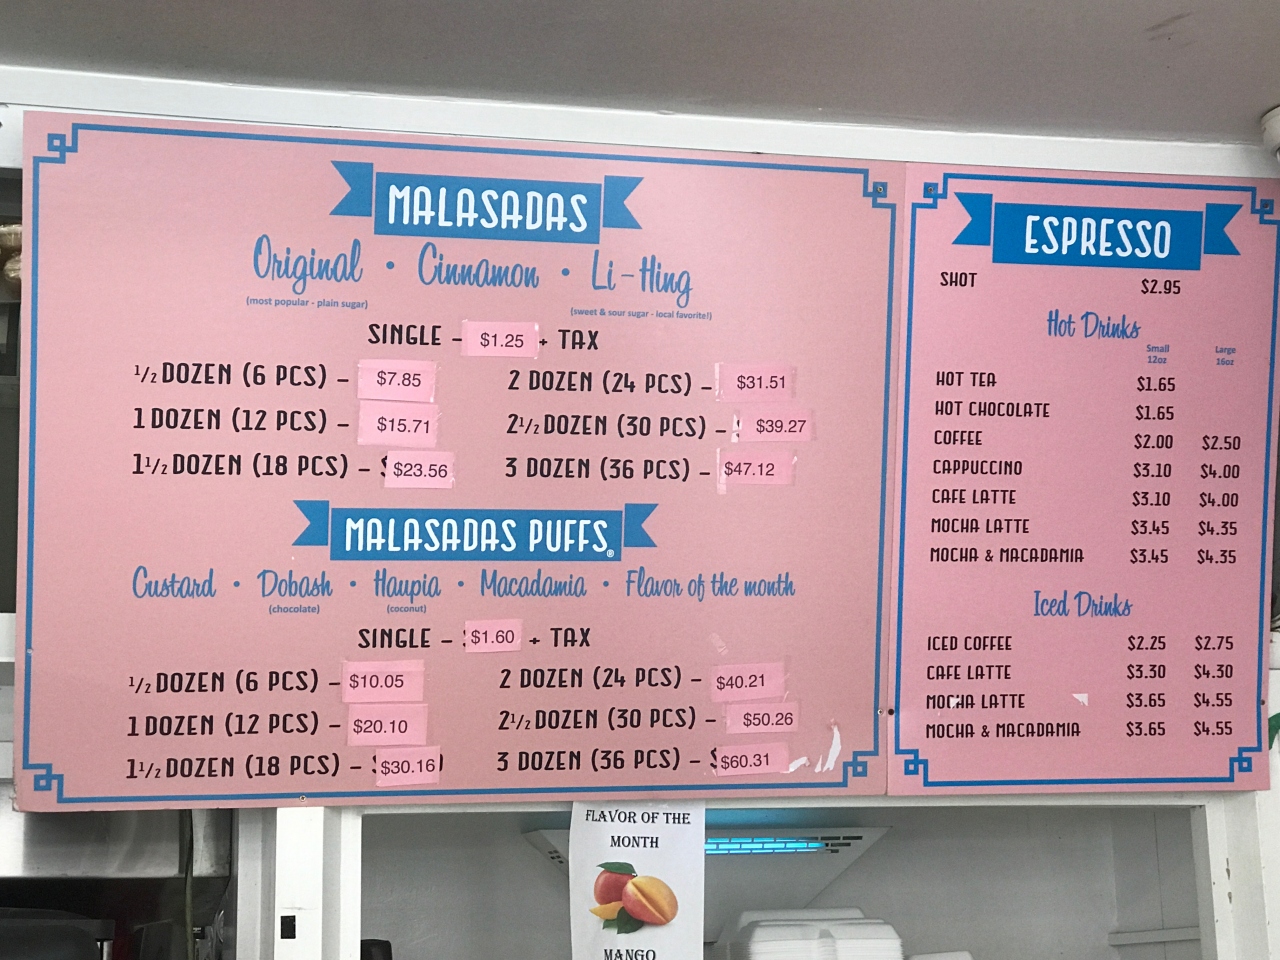 MALASADAS
Original • Cinnamon • Li-Hing
(most popular - plain sugar) (sweet & sour sugar - local favorite!)
SINGLE - $1.25 + TAX
1/2 DOZEN (6 PCS) - $7.85
1 DOZEN (12 PCS) - $15.71
1 1/2 DOZEN (18 PCS) - $23.56
2 DOZEN (24 PCS) - $31.51
2 1/2 DOZEN (30 PCS) - $39.27
3 DOZEN (36 PCS) - $47.12
MALASADAS PUFFS®
Custard • Dobash • Haupia • Macadamia • Flavor of the month
(chocolate) (coconut)
SINGLE - $1.60 + TAX
1/2 DOZEN (6 PCS) - $10.05
1 DOZEN (12 PCS) - $20.10
1 1/2 DOZEN (18 PCS) - $30.16
2 DOZEN (24 PCS) - $40.21
2 1/2 DOZEN (30 PCS) - $50.26
3 DOZEN (36 PCS) - $60.31
ESPRESSO
SHOT $2.95
Hot Drinks
Small Large
12oz 16oz
HOT TEA $1.65
HOT CHOCOLATE $1.65
COFFEE $2.00 $2.50
CAPPUCCINO $3.10 $4.00
CAFE LATTE $3.10 $4.00
MOCHA LATTE $3.45 $4.35
MOCHA & MACADAMIA $3.45 $4.35
Iced Drinks
ICED COFFEE $2.25 $2.75
CAFE LATTE $3.30 $4.30
MOCHA LATTE $3.65 $4.55
MOCHA & MACADAMIA $3.65 $4.55
FLAVOR OF THE
MONTH
MANGO